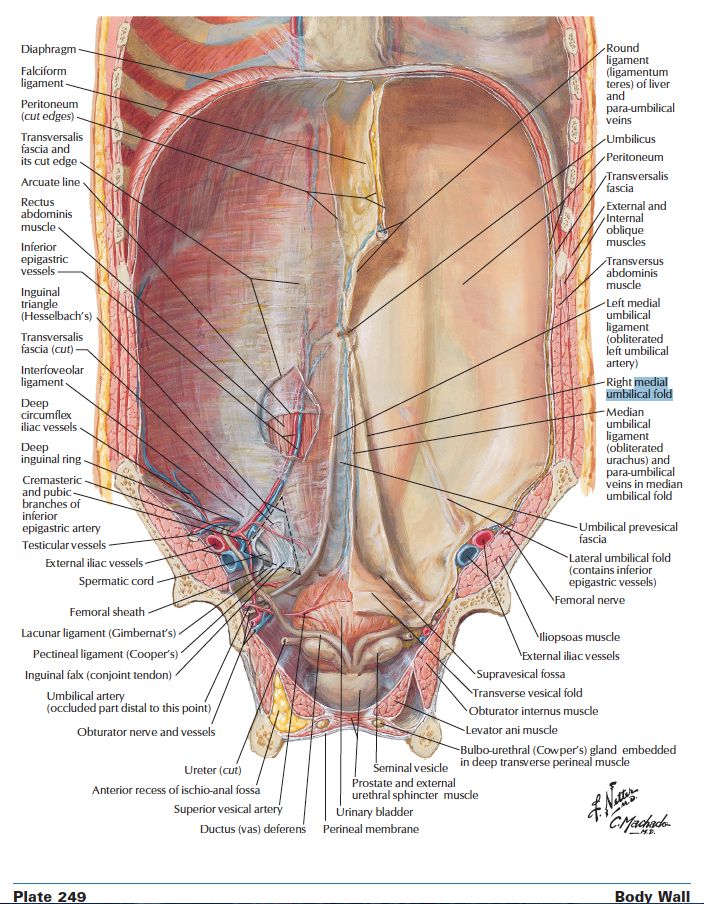 Diaphragm
Falciform
ligament
Peritoneum
(cut edges)
Transversalis
fascia and
its cut edge
Arcuate line
Rectus
abdominis
muscle
Inferior
epigastric
vessels
Inguinal
triangle
(Hesselbach's)
Transversalis
fascia (cut)
Interfoveolar
ligament
Deep
circumflex
iliac vessels
Deep
inguinal ring
Cremasteric
and pubic
branches of
inferior
epigastric artery
Testicular vessels
External iliac vessels
Spermatic cord
Femoral sheath
Lacunar ligament (Gimbernat's)
Pectineal ligament (Cooper's)
Inguinal falx (conjoint tendon)
Umbilical artery
(occluded part distal to this point)
Obturator nerve and vessels
Ureter (cut)
Anterior recess of ischio-anal fossa
Superior vesical artery
Ductus (vas) deferens
Perineal membrane
Urinary bladder
Prostate and external
urethral sphincter muscle
Seminal vesicle
Round
ligament
(ligamentum
teres) of liver
and
para-umbilical
veins
Umbilicus
Peritoneum
Transversalis
fascia
External and
Internal
oblique
muscles
Transversus
abdominis
muscle
Left medial
umbilical
ligament
(obliterated
left umbilical
artery)
Right medial
umbilical fold
Median
umbilical
ligament
(obliterated
urachus) and
para-umbilical
veins in median
umbilical fold
Umbilical prevesical
fascia
Lateral umbilical fold
(contains inferior
epigastric vessels)
Femoral nerve
Iliopsoas muscle
External iliac vessels
Supravesical fossa
Transverse vesical fold
Obturator internus muscle
Levator ani muscle
Bulbo-urethral (Cowper's) gland embedded
in deep transverse perineal muscle
F. Netter
M.D.
C. Machado
M.D.
Plate 249
Body Wall